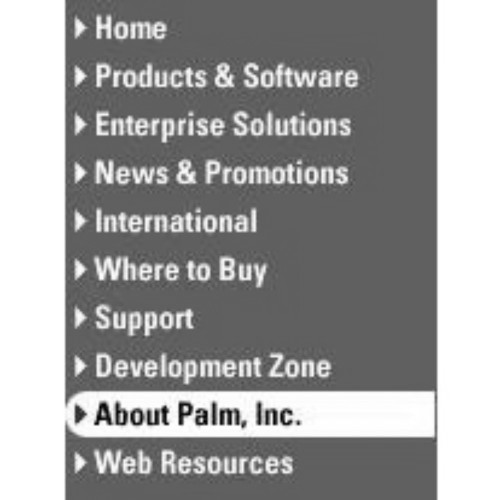 Home
Products & Software
Enterprise Solutions
News & Promotions
International
Where to Buy
Support
Development Zone
About Palm, Inc.
Web Resources